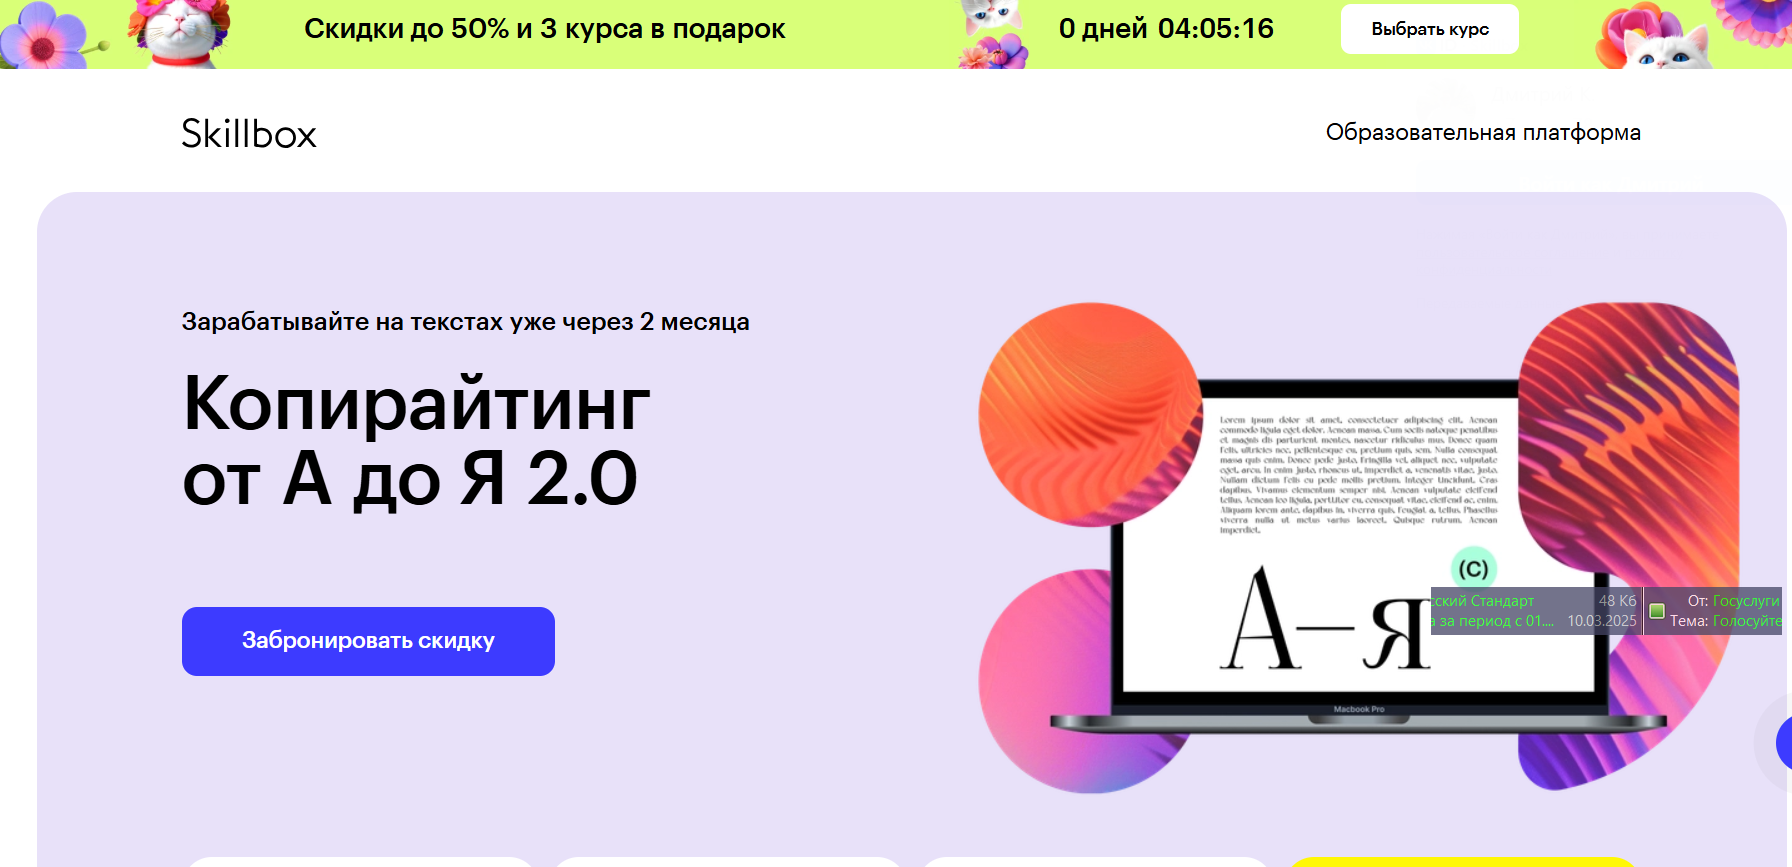 Скидки до 50% и 3 курса в подарок
0 дней 04:05:16
Выбрать курс
Skillbox
Образовательная платформа
Зарабатывайте на текстах уже через 2 месяца
Копирайтинг
от А до Я 2.0
Забронировать скидку
Lorem ipsum dolor sit amet, consectetuer adipiscing elit. Aenean
commodo ligula eget dolor. Aenean massa. Cum sociis natoque penatibus
et magnis dis parturient montes, nascetur ridiculus mus. Donec quam
felis, ultricies nec, pellentesque eu, pretium quis, sem. Nulla consequat
massa quis enim. Donec pede justo, fringilla vel, aliquet nec, vulputate
eget, arcu. In enim justo, rhoncus ut, imperdiet a, venenatis vitae, justo.
Nullam dictum felis eu pede mollis pretium. Integer tincidunt. Cras
dapibus. Vivamus elementum semper nisi. Aenean vulputate eleifend
tellus. Aenean leo ligula, porttitor eu, consequat vitae, eleifend ac, enim.
Aliquam lorem ante, dapibus in, viverra quis, feugiat a, tellus. Phasellus
viverra nulla ut metus varius laoreet. Quisque rutrum. Aenean
imperdiet.
(C)
А—Я
сский Стандарт 48 Кб
а за период с 01.... 10.03.2025
От: Госуслуги
Тема: Голосуйте
Macbook Pro